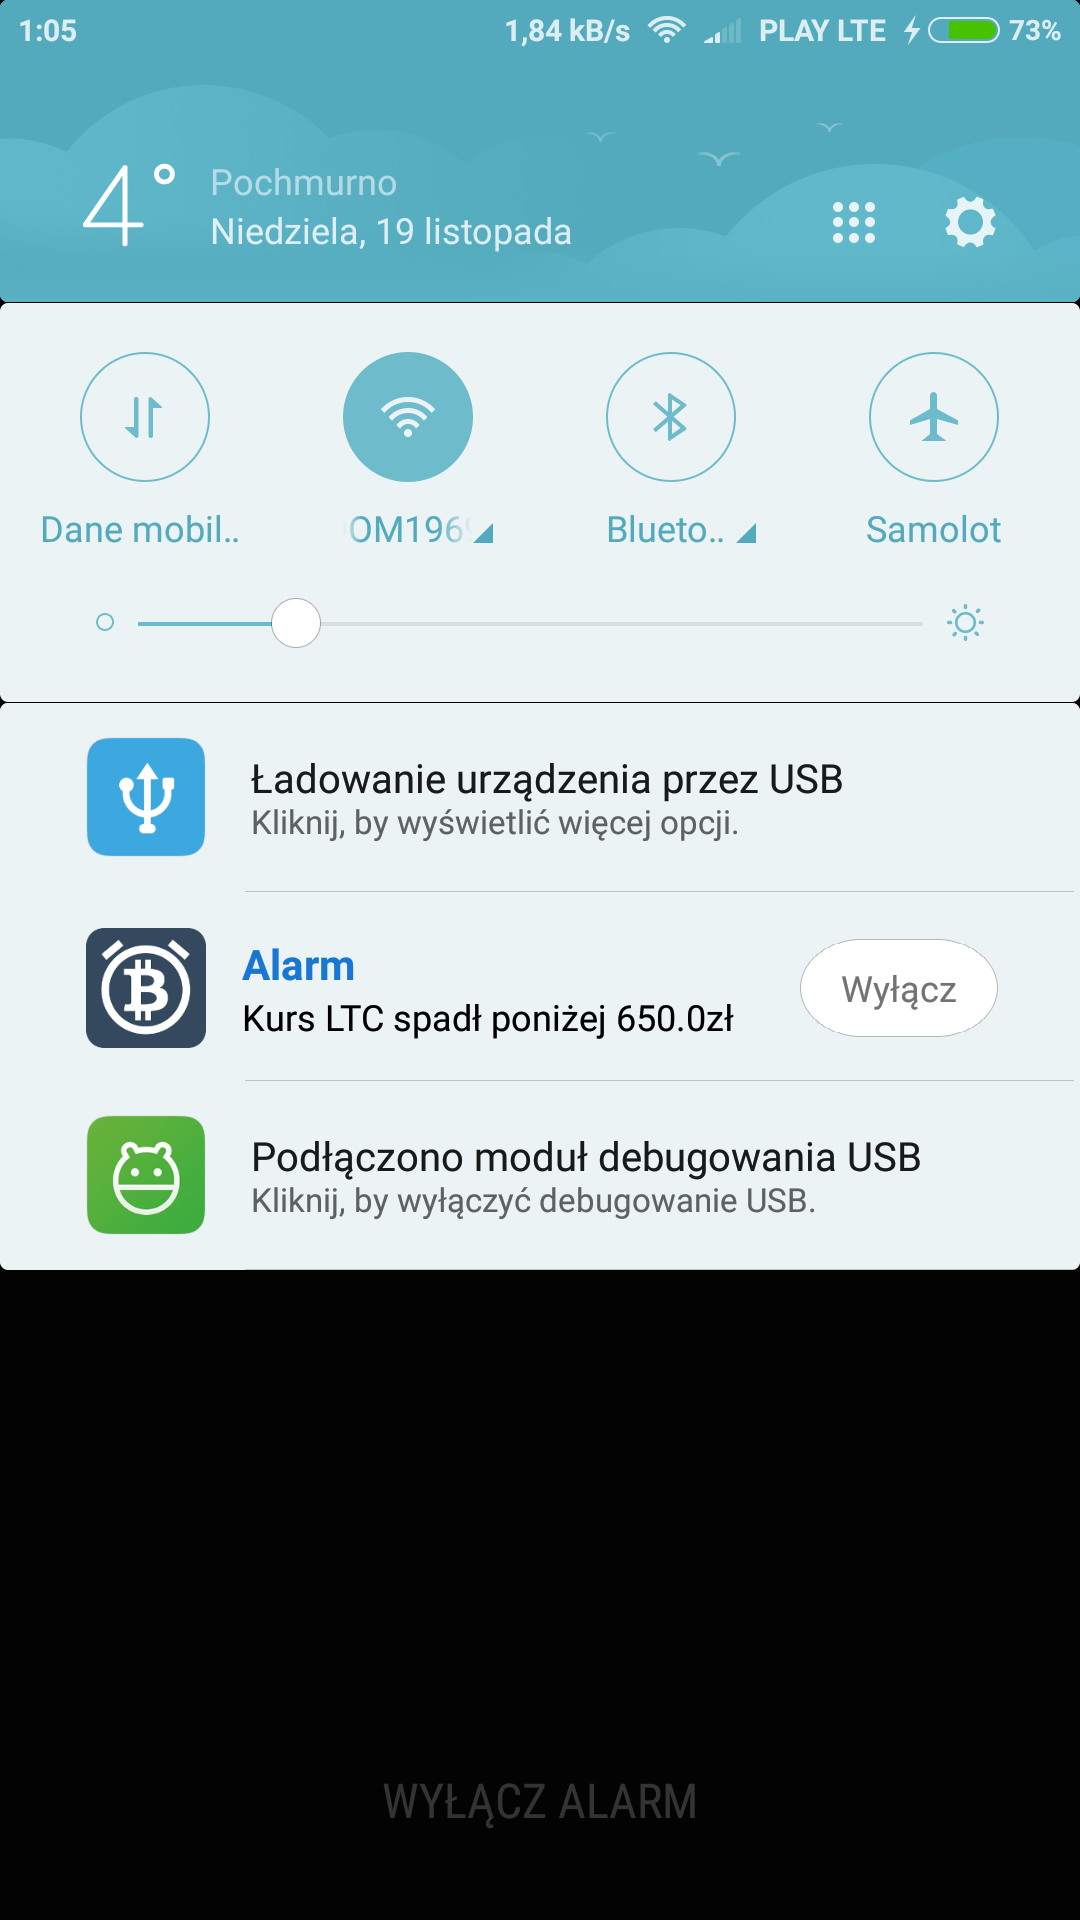 1:05 1,84 kB/s PLAY LTE 73%
4°
Pochmurno
Niedziela, 19 listopada
Dane mobil.. OM196 Blueto.. Samolot
Ładowanie urządzenia przez USB
Kliknij, by wyświetlić więcej opcji.
Alarm
Kurs LTC spadł poniżej 650.0zł
Wyłącz
Podłączono moduł debugowania USB
Kliknij, by wyłączyć debugowanie USB.
WYŁĄCZ ALARM